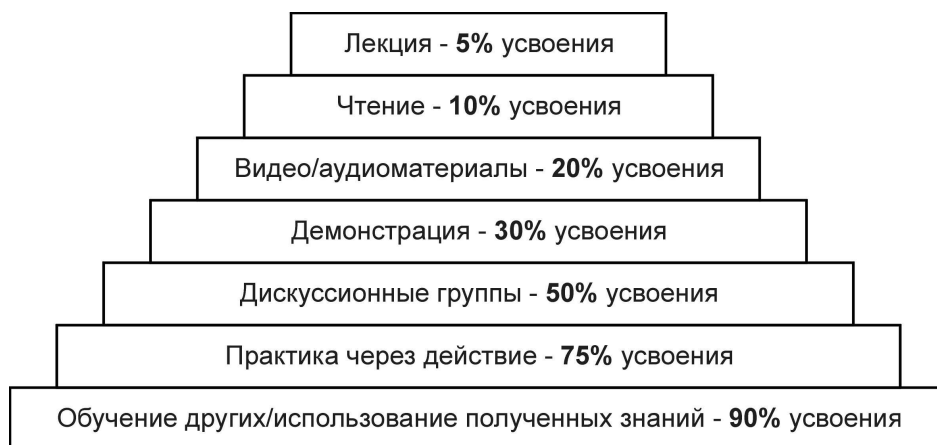 Лекция - 5% усвоения
Чтение - 10% усвоения
Видео/аудиоматериалы - 20% усвоения
Демонстрация - 30% усвоения
Дискуссионные группы - 50% усвоения
Практика через действие - 75% усвоения
Обучение других/использование полученных знаний - 90% усвоения